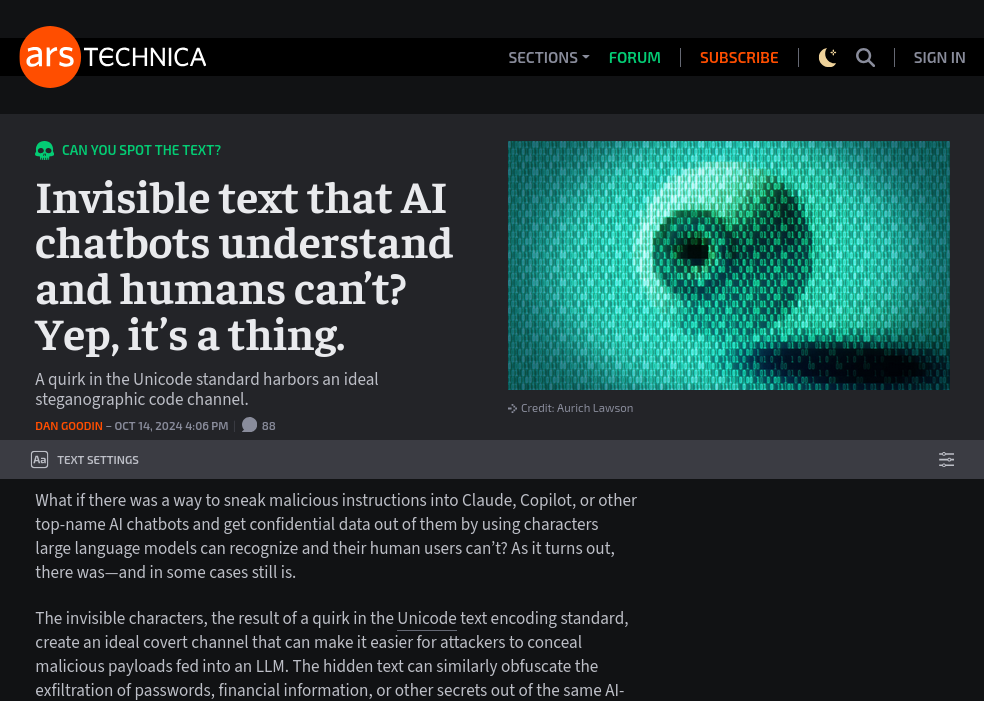 ars TECHNICA
SECTIONS FORUM SUBSCRIBE SIGN IN
CAN YOU SPOT THE TEXT?
Invisible text that AI
chatbots understand
and humans can’t?
Yep, it’s a thing.
A quirk in the Unicode standard harbors an ideal
steganographic code channel.
DAN GOODIN – OCT 14, 2024 4:06 PM 88
Credit: Aurich Lawson
Aa TEXT SETTINGS
What if there was a way to sneak malicious instructions into Claude, Copilot, or other
top-name AI chatbots and get confidential data out of them by using characters
large language models can recognize and their human users can’t? As it turns out,
there was—and in some cases still is.
The invisible characters, the result of a quirk in the Unicode text encoding standard,
create an ideal covert channel that can make it easier for attackers to conceal
malicious payloads fed into an LLM. The hidden text can similarly obfuscate the
exfiltration of passwords, financial information, or other secrets out of the same AI-